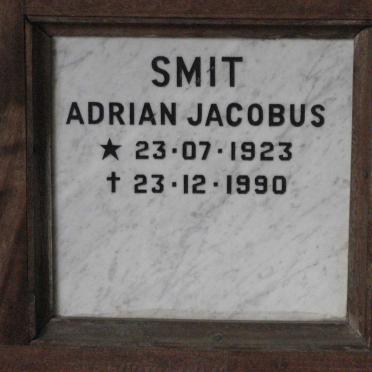 SMIT
ADRIAN JACOBUS
★ 23·07·1923
✝ 23·12·1990